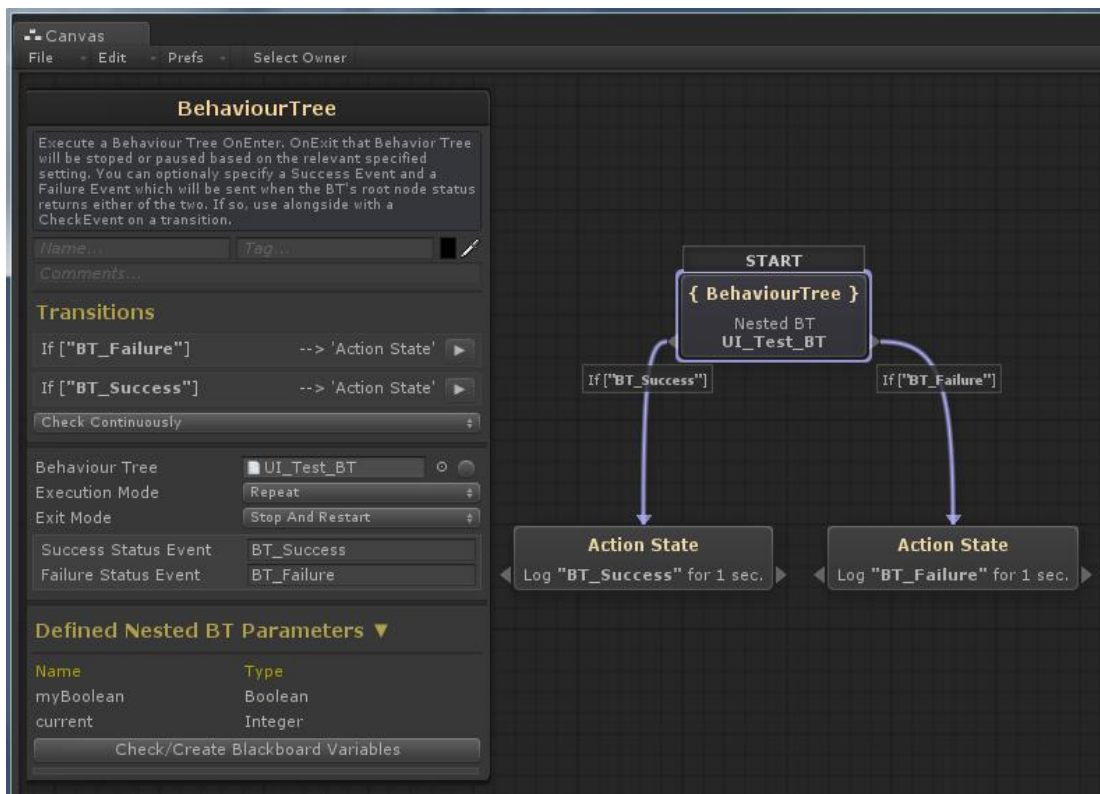 Canvas
File Edit Prefs Select Owner
BehaviourTree
Execute a Behaviour Tree OnEnter. OnExit that Behavior Tree
will be stoped or paused based on the relevant specified
setting. You can optionaly specify a Success Event and a
Failure Event which will be sent when the BT's root node status
returns either of the two. If so, use alongside with a
CheckEvent on a transition.
Name... Tag...
Comments...
Transitions
If ["BT_Failure"] --> 'Action State'
If ["BT_Success"] --> 'Action State'
Check Continuously
Behaviour Tree UI_Test_BT
Execution Mode Repeat
Exit Mode Stop And Restart
Success Status Event BT_Success
Failure Status Event BT_Failure
Defined Nested BT Parameters ▼
Name Type
myBoolean Boolean
current Integer
Check/Create Blackboard Variables
START
{ BehaviourTree }
Nested BT
UI_Test_BT
If ["BT_Success"]
If ["BT_Failure"]
Action State
Log "BT_Success" for 1 sec.
Action State
Log "BT_Failure" for 1 sec.